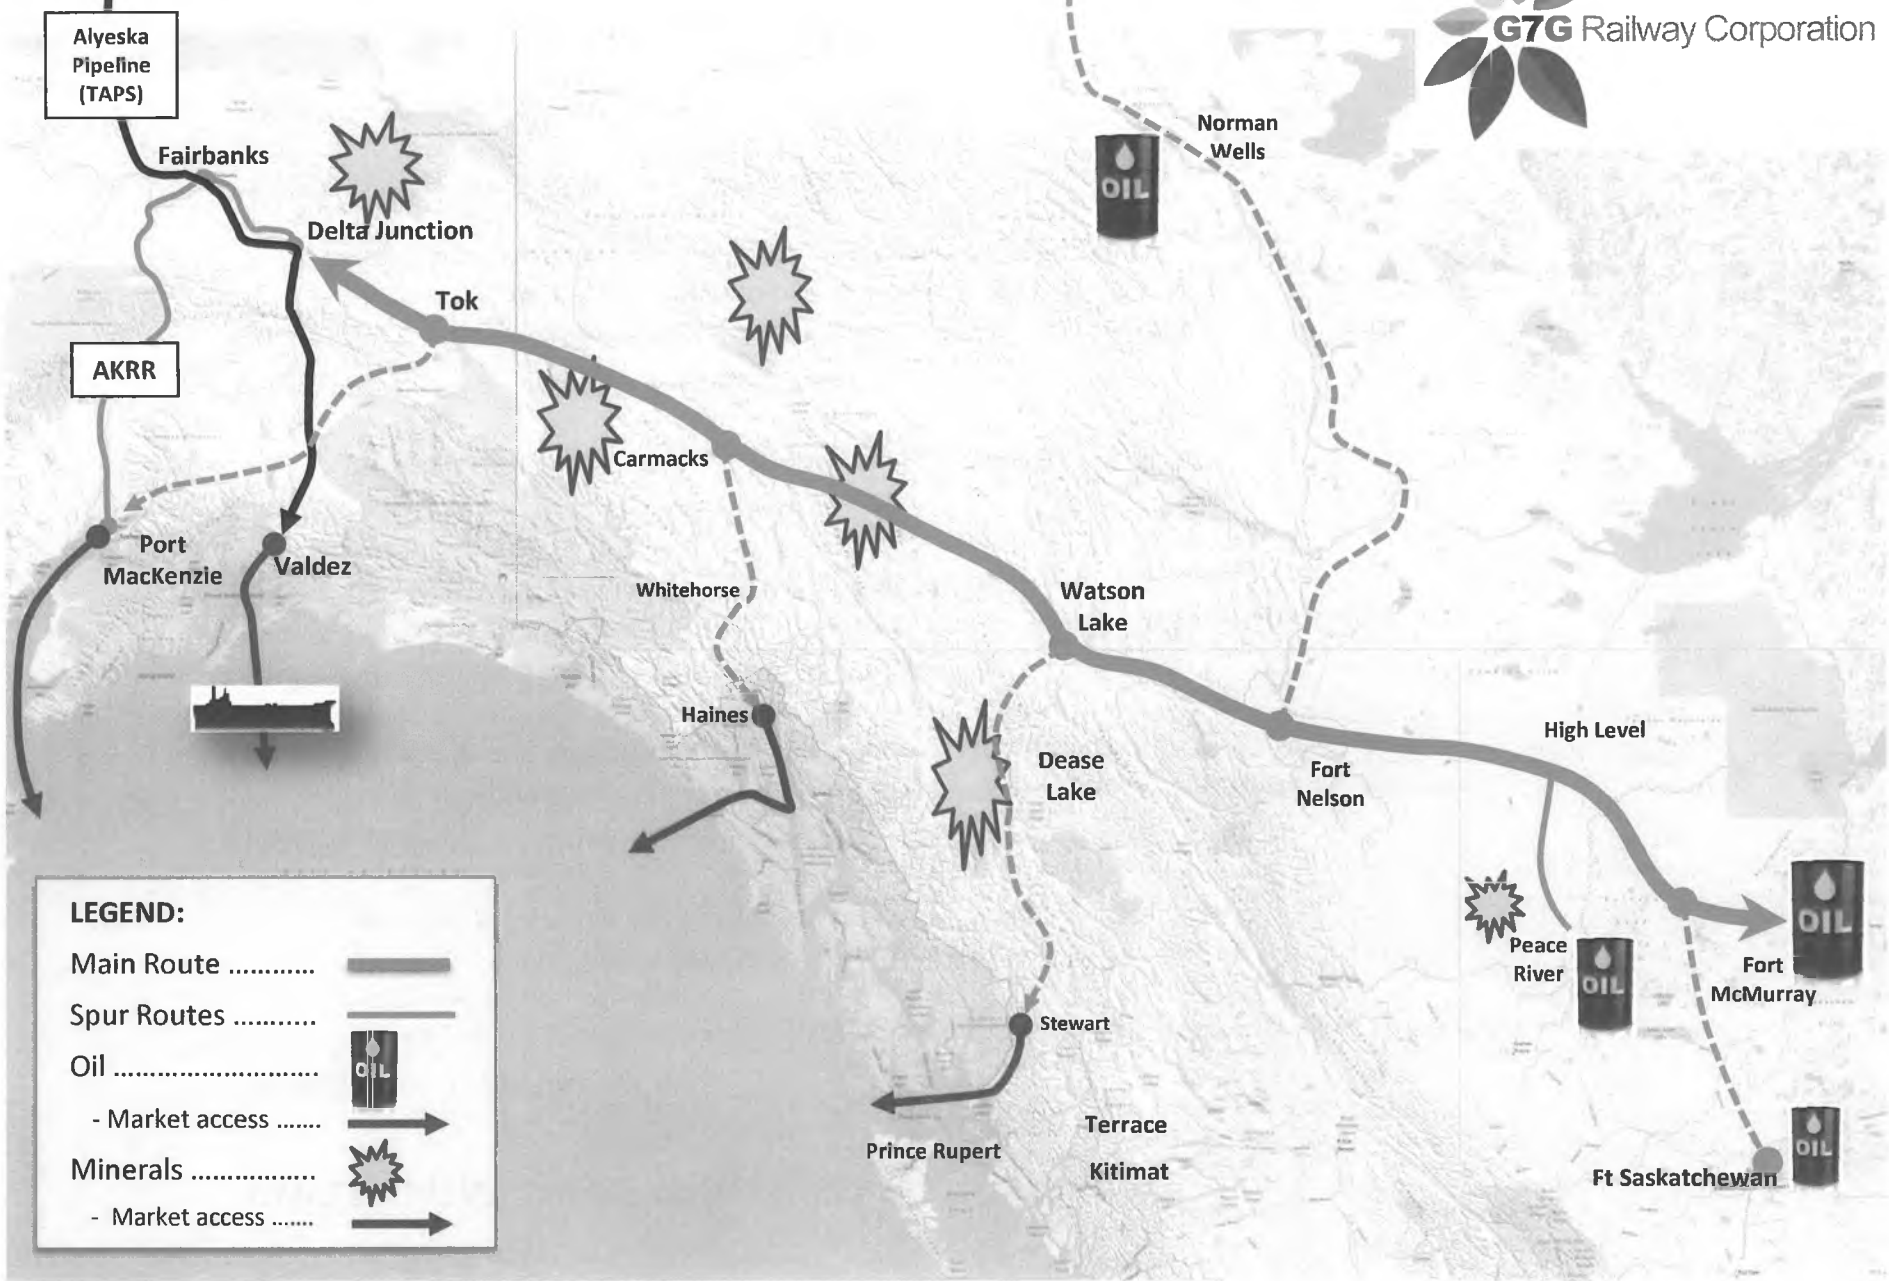 G7G Railway Corporation
Alyeska
Pipeline
(TAPS)
Fairbanks
Delta Junction
Norman
Wells
OIL
Tok
AKRR
Carmacks
Port
MacKenzie
Valdez
Whitehorse
Watson
Lake
Haines
Dease
Lake
Fort
Nelson
High Level
Peace
River
OIL
Fort
McMurray
OIL
Stewart
Prince Rupert
Terrace
Kitimat
Ft Saskatchewan
OIL
LEGEND:
Main Route ............
Spur Routes ...........
Oil ............................
OIL
- Market access .......
Minerals .................
- Market access .......